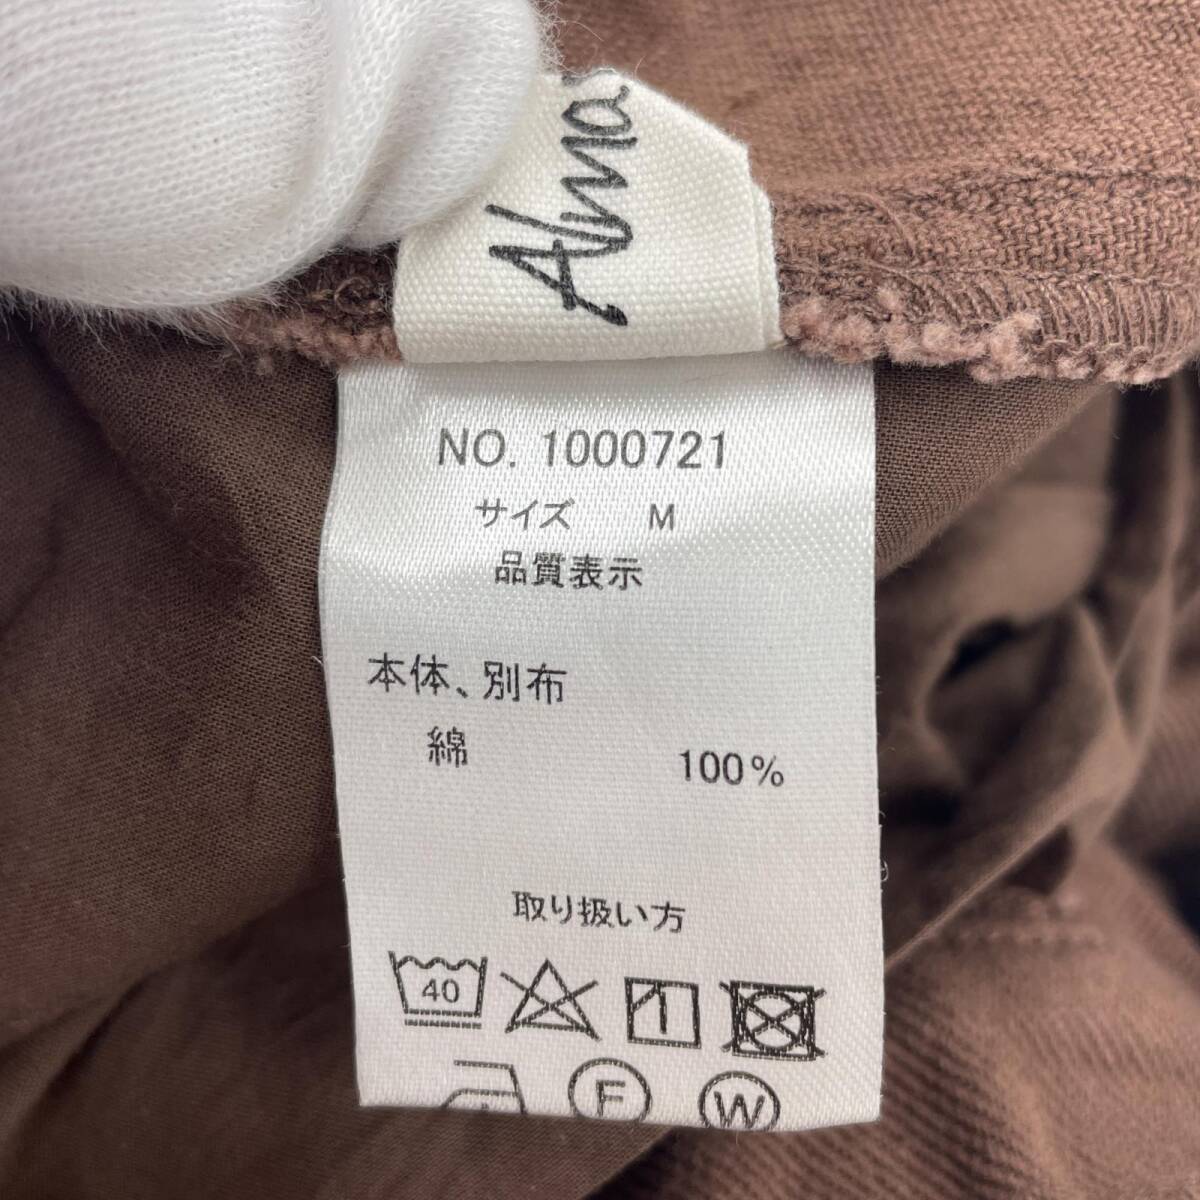 Alma
NO. 1000721
サイズ M
品質表示
本体、別布
綿 100%
取り扱い方
40
F W